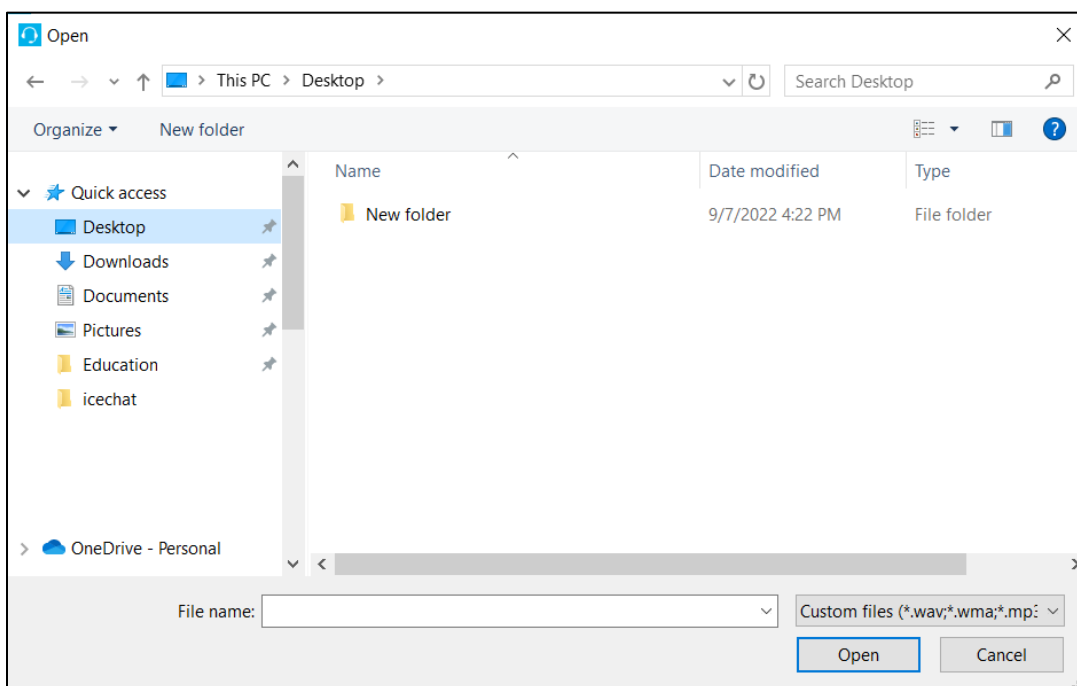 Open
This PC > Desktop >
Search Desktop
Organize
New folder
?
Name
Date modified
Type
Quick access
New folder
9/7/2022 4:22 PM
File folder
Desktop
Downloads
Documents
Pictures
Education
icechat
OneDrive - Personal
File name:
Custom files (*.wav;*.wma;*.mp3
Open
Cancel